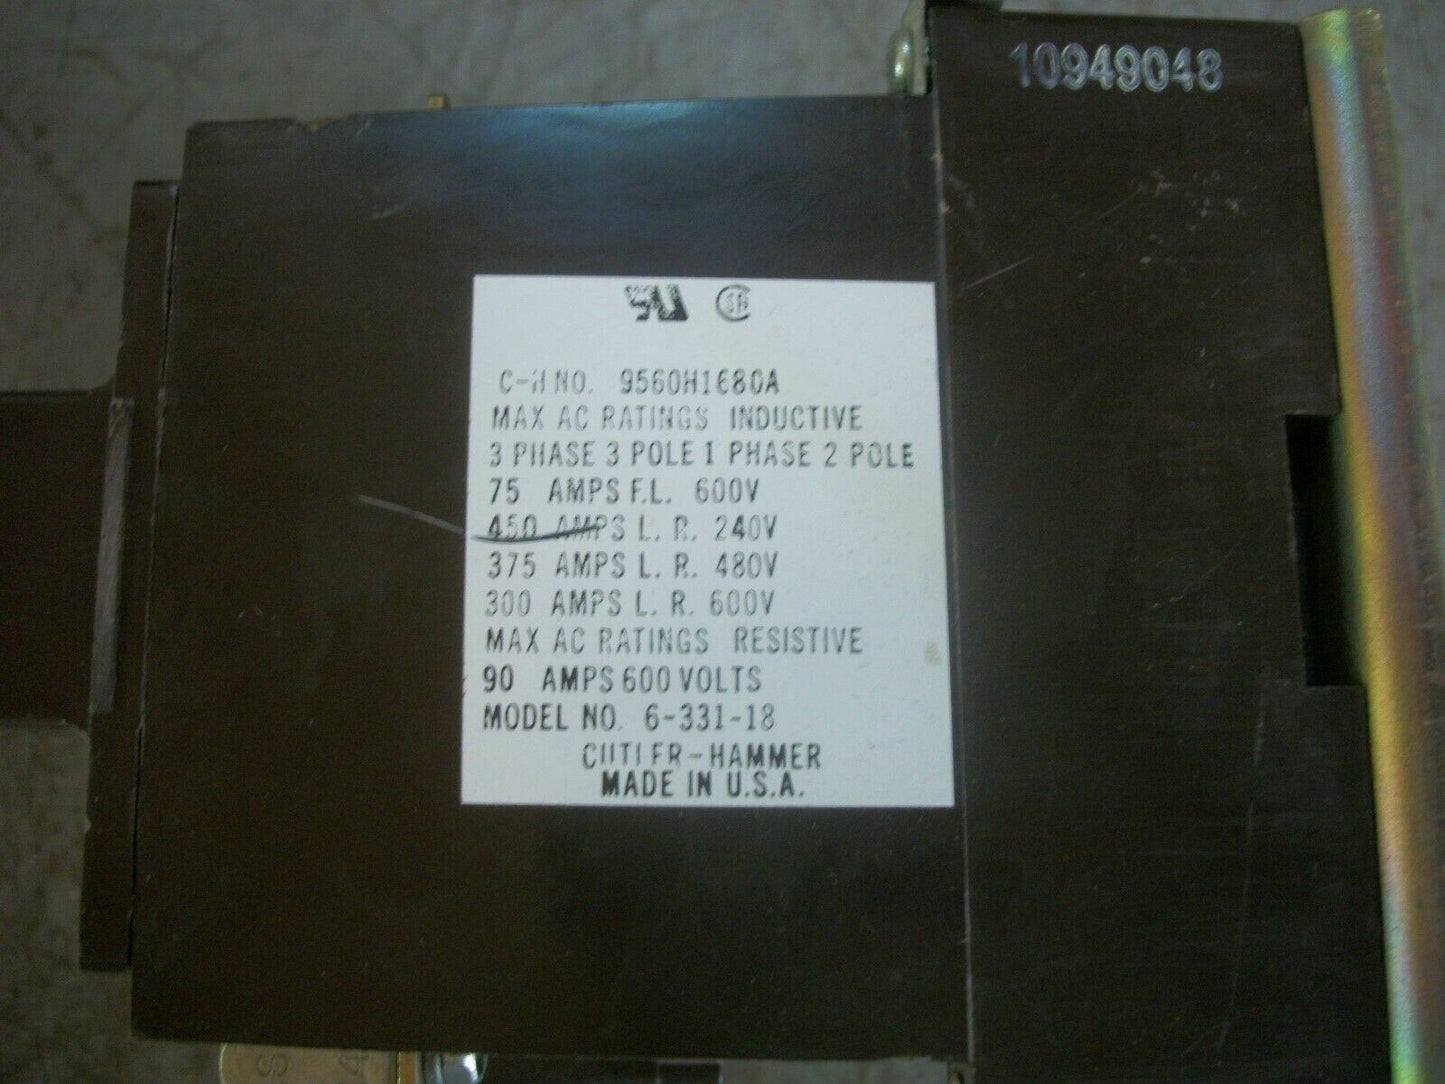 10949048
UL SA
C-H NO. 9560H1680A
MAX AC RATINGS INDUCTIVE
3 PHASE 3 POLE 1 PHASE 2 POLE
75 AMPS F.L. 600V
450 AMPS L. R. 240V
375 AMPS L. R. 480V
300 AMPS L. R. 600V
MAX AC RATINGS RESISTIVE
90 AMPS 600 VOLTS
MODEL NO. 6-331-18
CUTLER-HAMMER
MADE IN U.S.A.